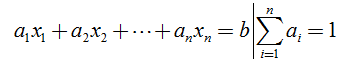 a₁x₁ + a₂x₂ + ⋯ + aₙxₙ = b | ∑ᵢ₌₁ⁿ aᵢ = 1